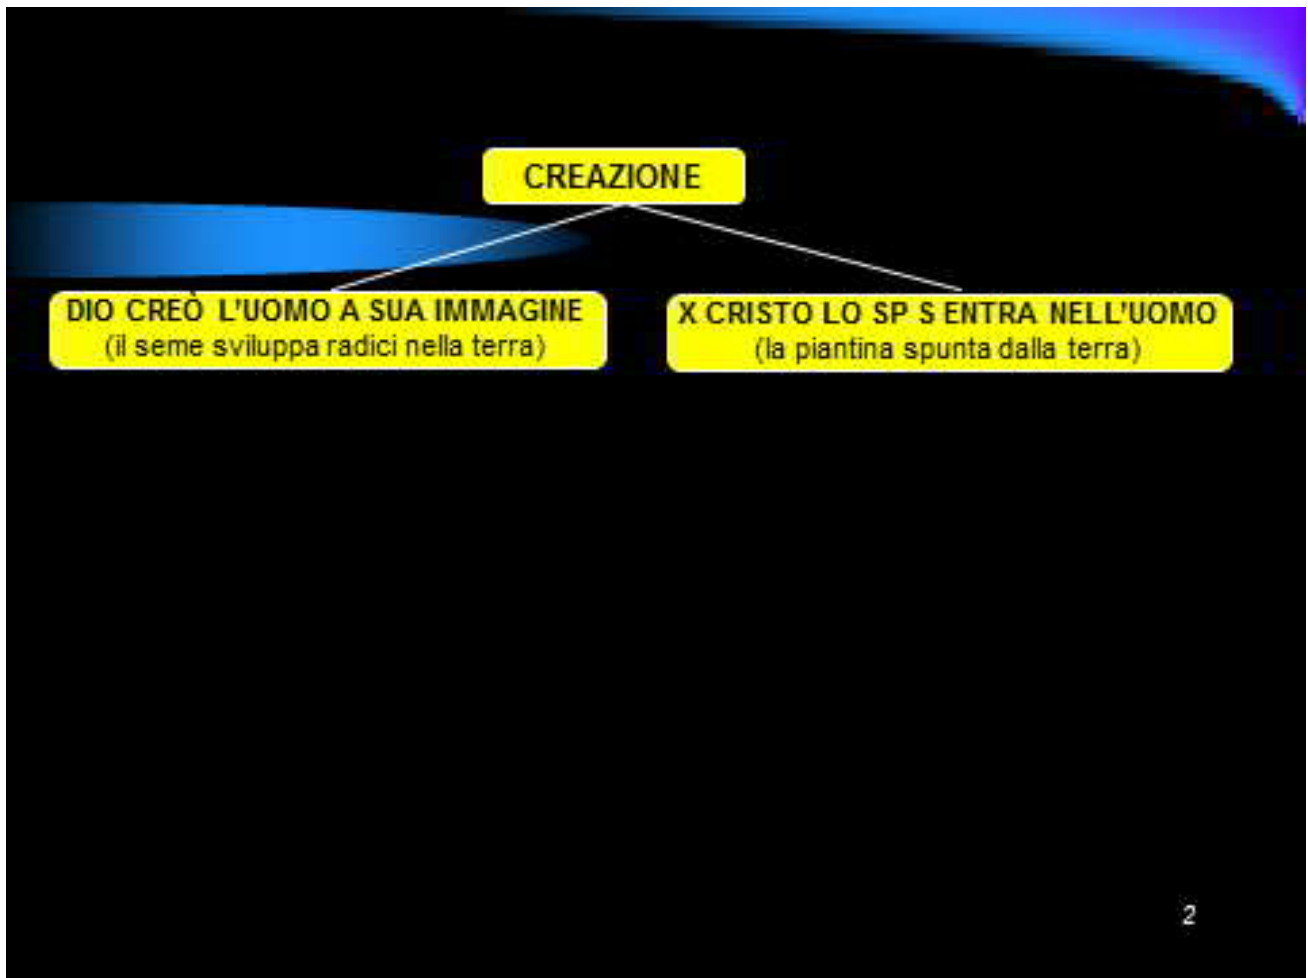 CREAZIONE
DIO CREÒ L'UOMO A SUA IMMAGINE
(il seme sviluppa radici nella terra)
X CRISTO LO SP S ENTRA NELL'UOMO
(la piantina spunta dalla terra)
2